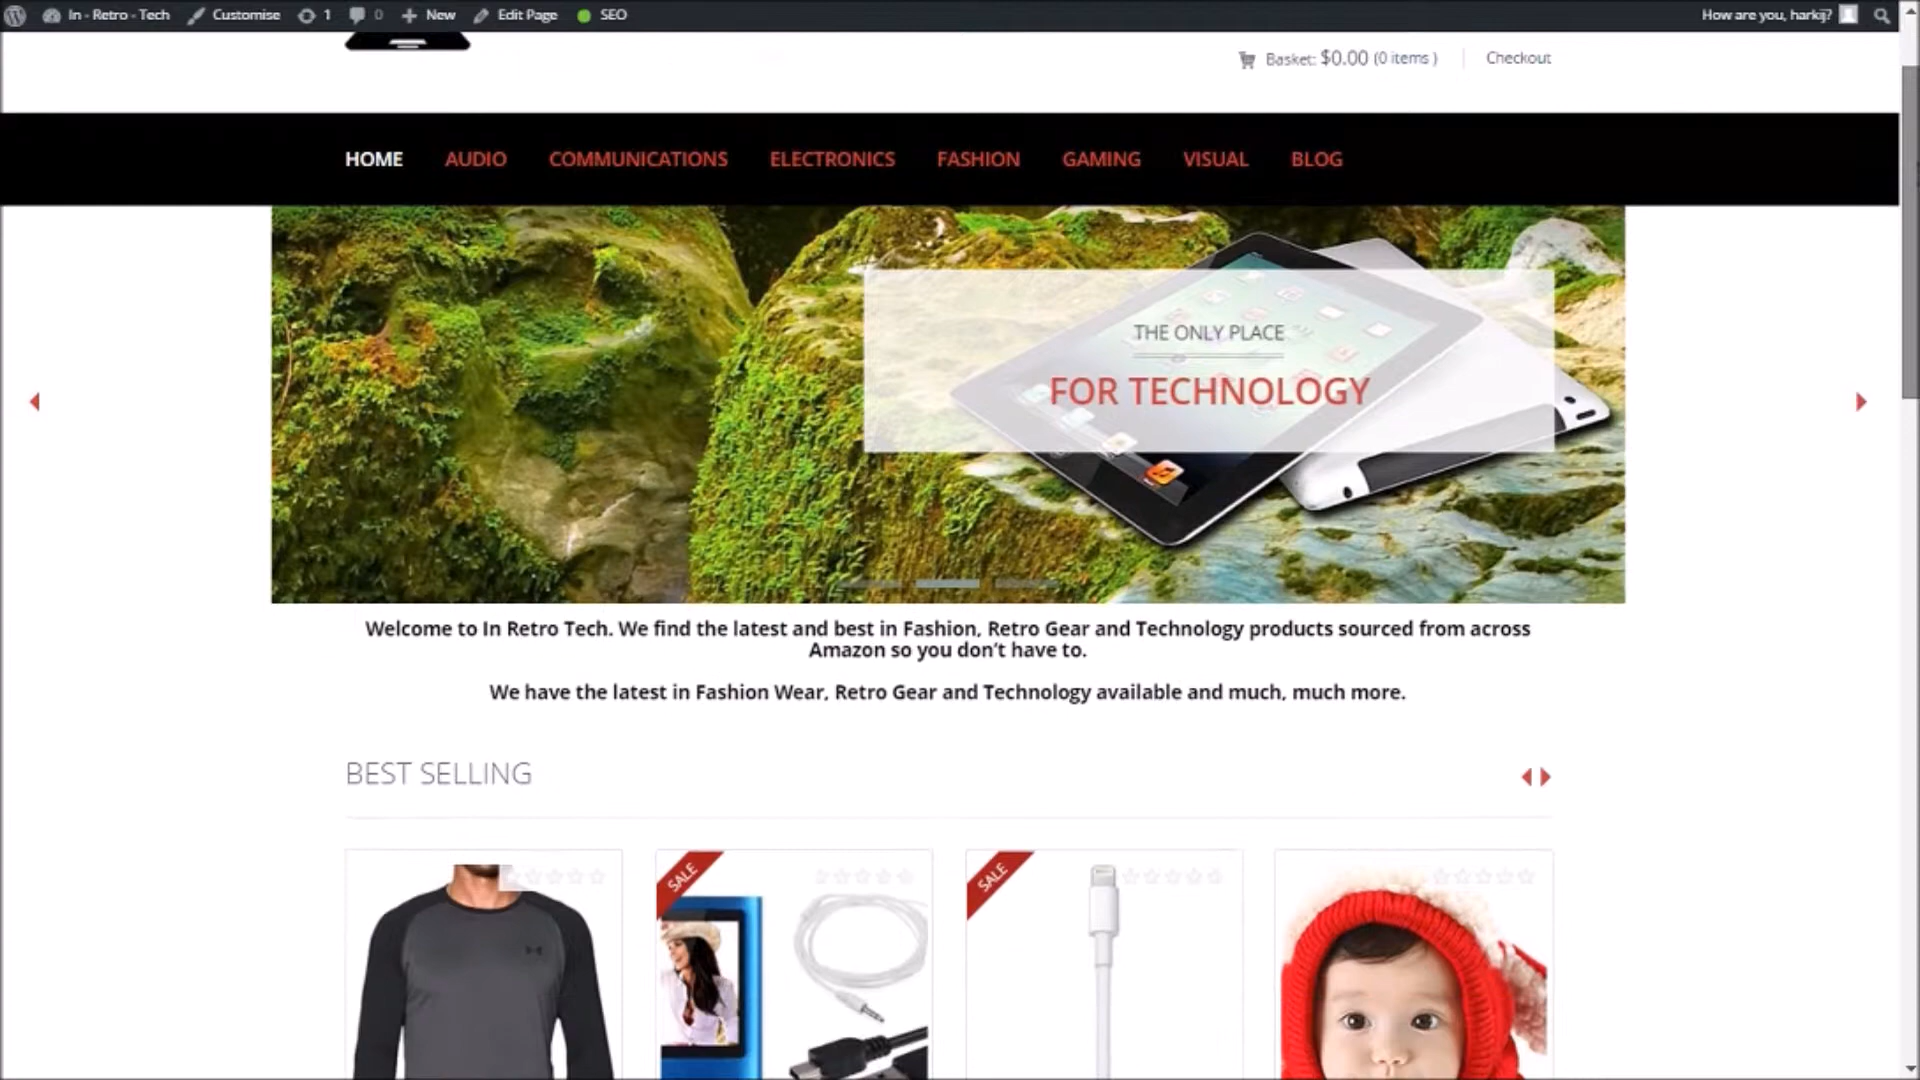 In - Retro - Tech Customise 1 0 New Edit Page SEO How are you, harkij?
Basket: $0.00 (0 items ) Checkout
HOME AUDIO COMMUNICATIONS ELECTRONICS FASHION GAMING VISUAL BLOG
THE ONLY PLACE
FOR TECHNOLOGY
Welcome to In Retro Tech. We find the latest and best in Fashion, Retro Gear and Technology products sourced from across
Amazon so you don't have to.
We have the latest in Fashion Wear, Retro Gear and Technology available and much, much more.
BEST SELLING
SALE SALE